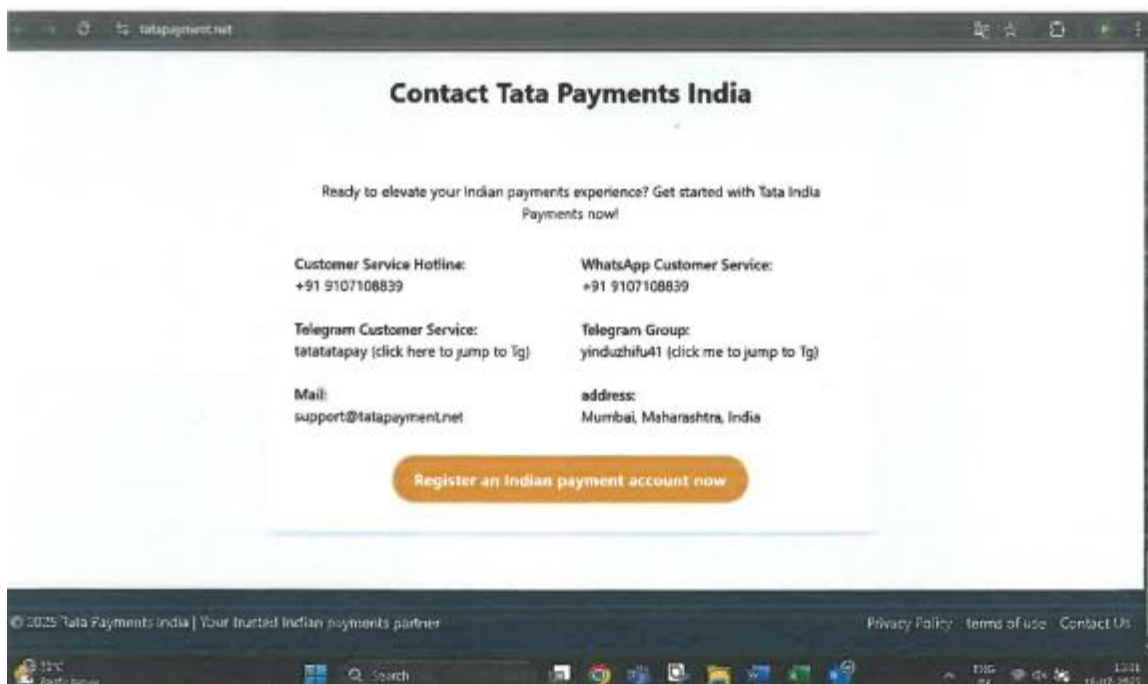 tatapayment.net
Contact Tata Payments India
Ready to elevate your Indian payments experience? Get started with Tata India
Payments now!
Customer Service Hotline:
+91 9107108839
WhatsApp Customer Service:
+91 9107108839
Telegram Customer Service:
tatatatapay (click here to jump to Tg)
Telegram Group:
yinduzhifu41 (click me to jump to Tg)
Mail:
support@tatapayment.net
address:
Mumbai, Maharashtra, India
Register an Indian payment account now
© 2025 Tata Payments India | Your trusted Indian payments partner
Privacy Policy terms of use Contact Us
Search
ENG